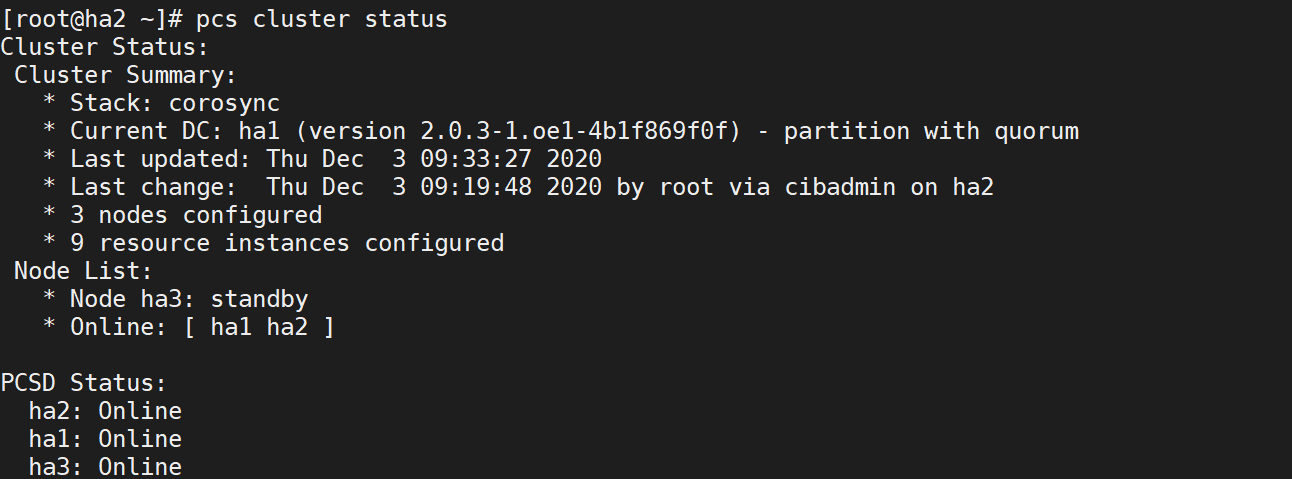 [root@ha2 ~]# pcs cluster status
Cluster Status:
 Cluster Summary:
   * Stack: corosync
   * Current DC: ha1 (version 2.0.3-1.oe1-4b1f869f0f) - partition with quorum
   * Last updated: Thu Dec  3 09:33:27 2020
   * Last change:  Thu Dec  3 09:19:48 2020 by root via cibadmin on ha2
   * 3 nodes configured
   * 9 resource instances configured
 Node List:
   * Node ha3: standby
   * Online: [ ha1 ha2 ]

PCSD Status:
  ha2: Online
  ha1: Online
  ha3: Online